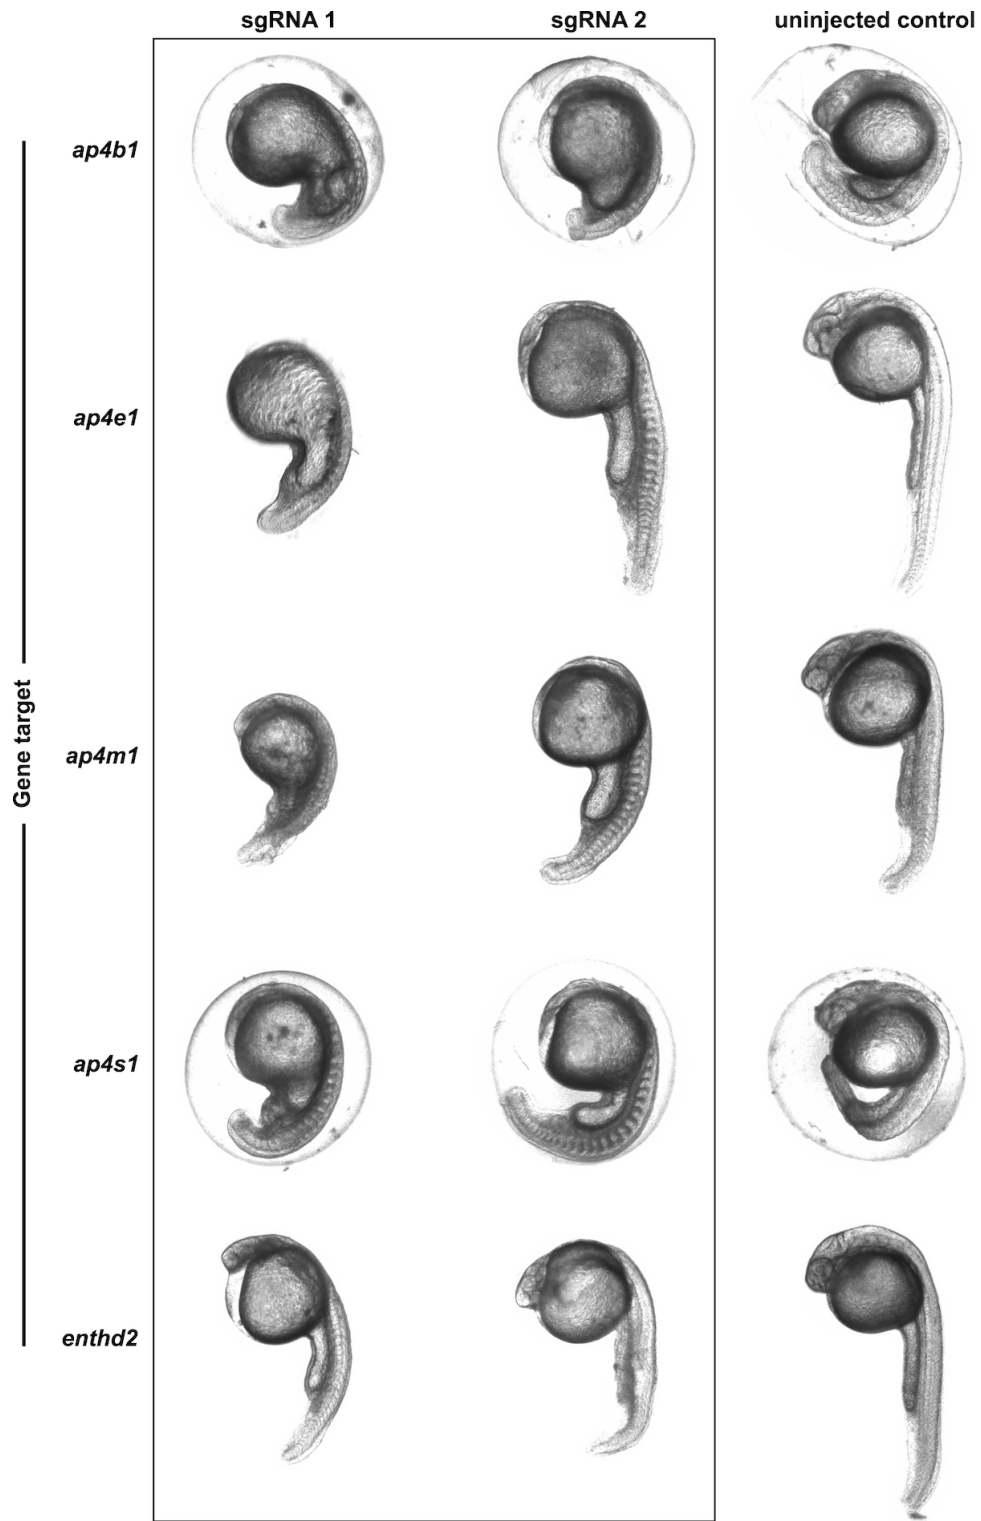 sgRNA 1 sgRNA 2 uninjected control
ap4b1
ap4e1
Gene target
ap4m1
ap4s1
enthd2